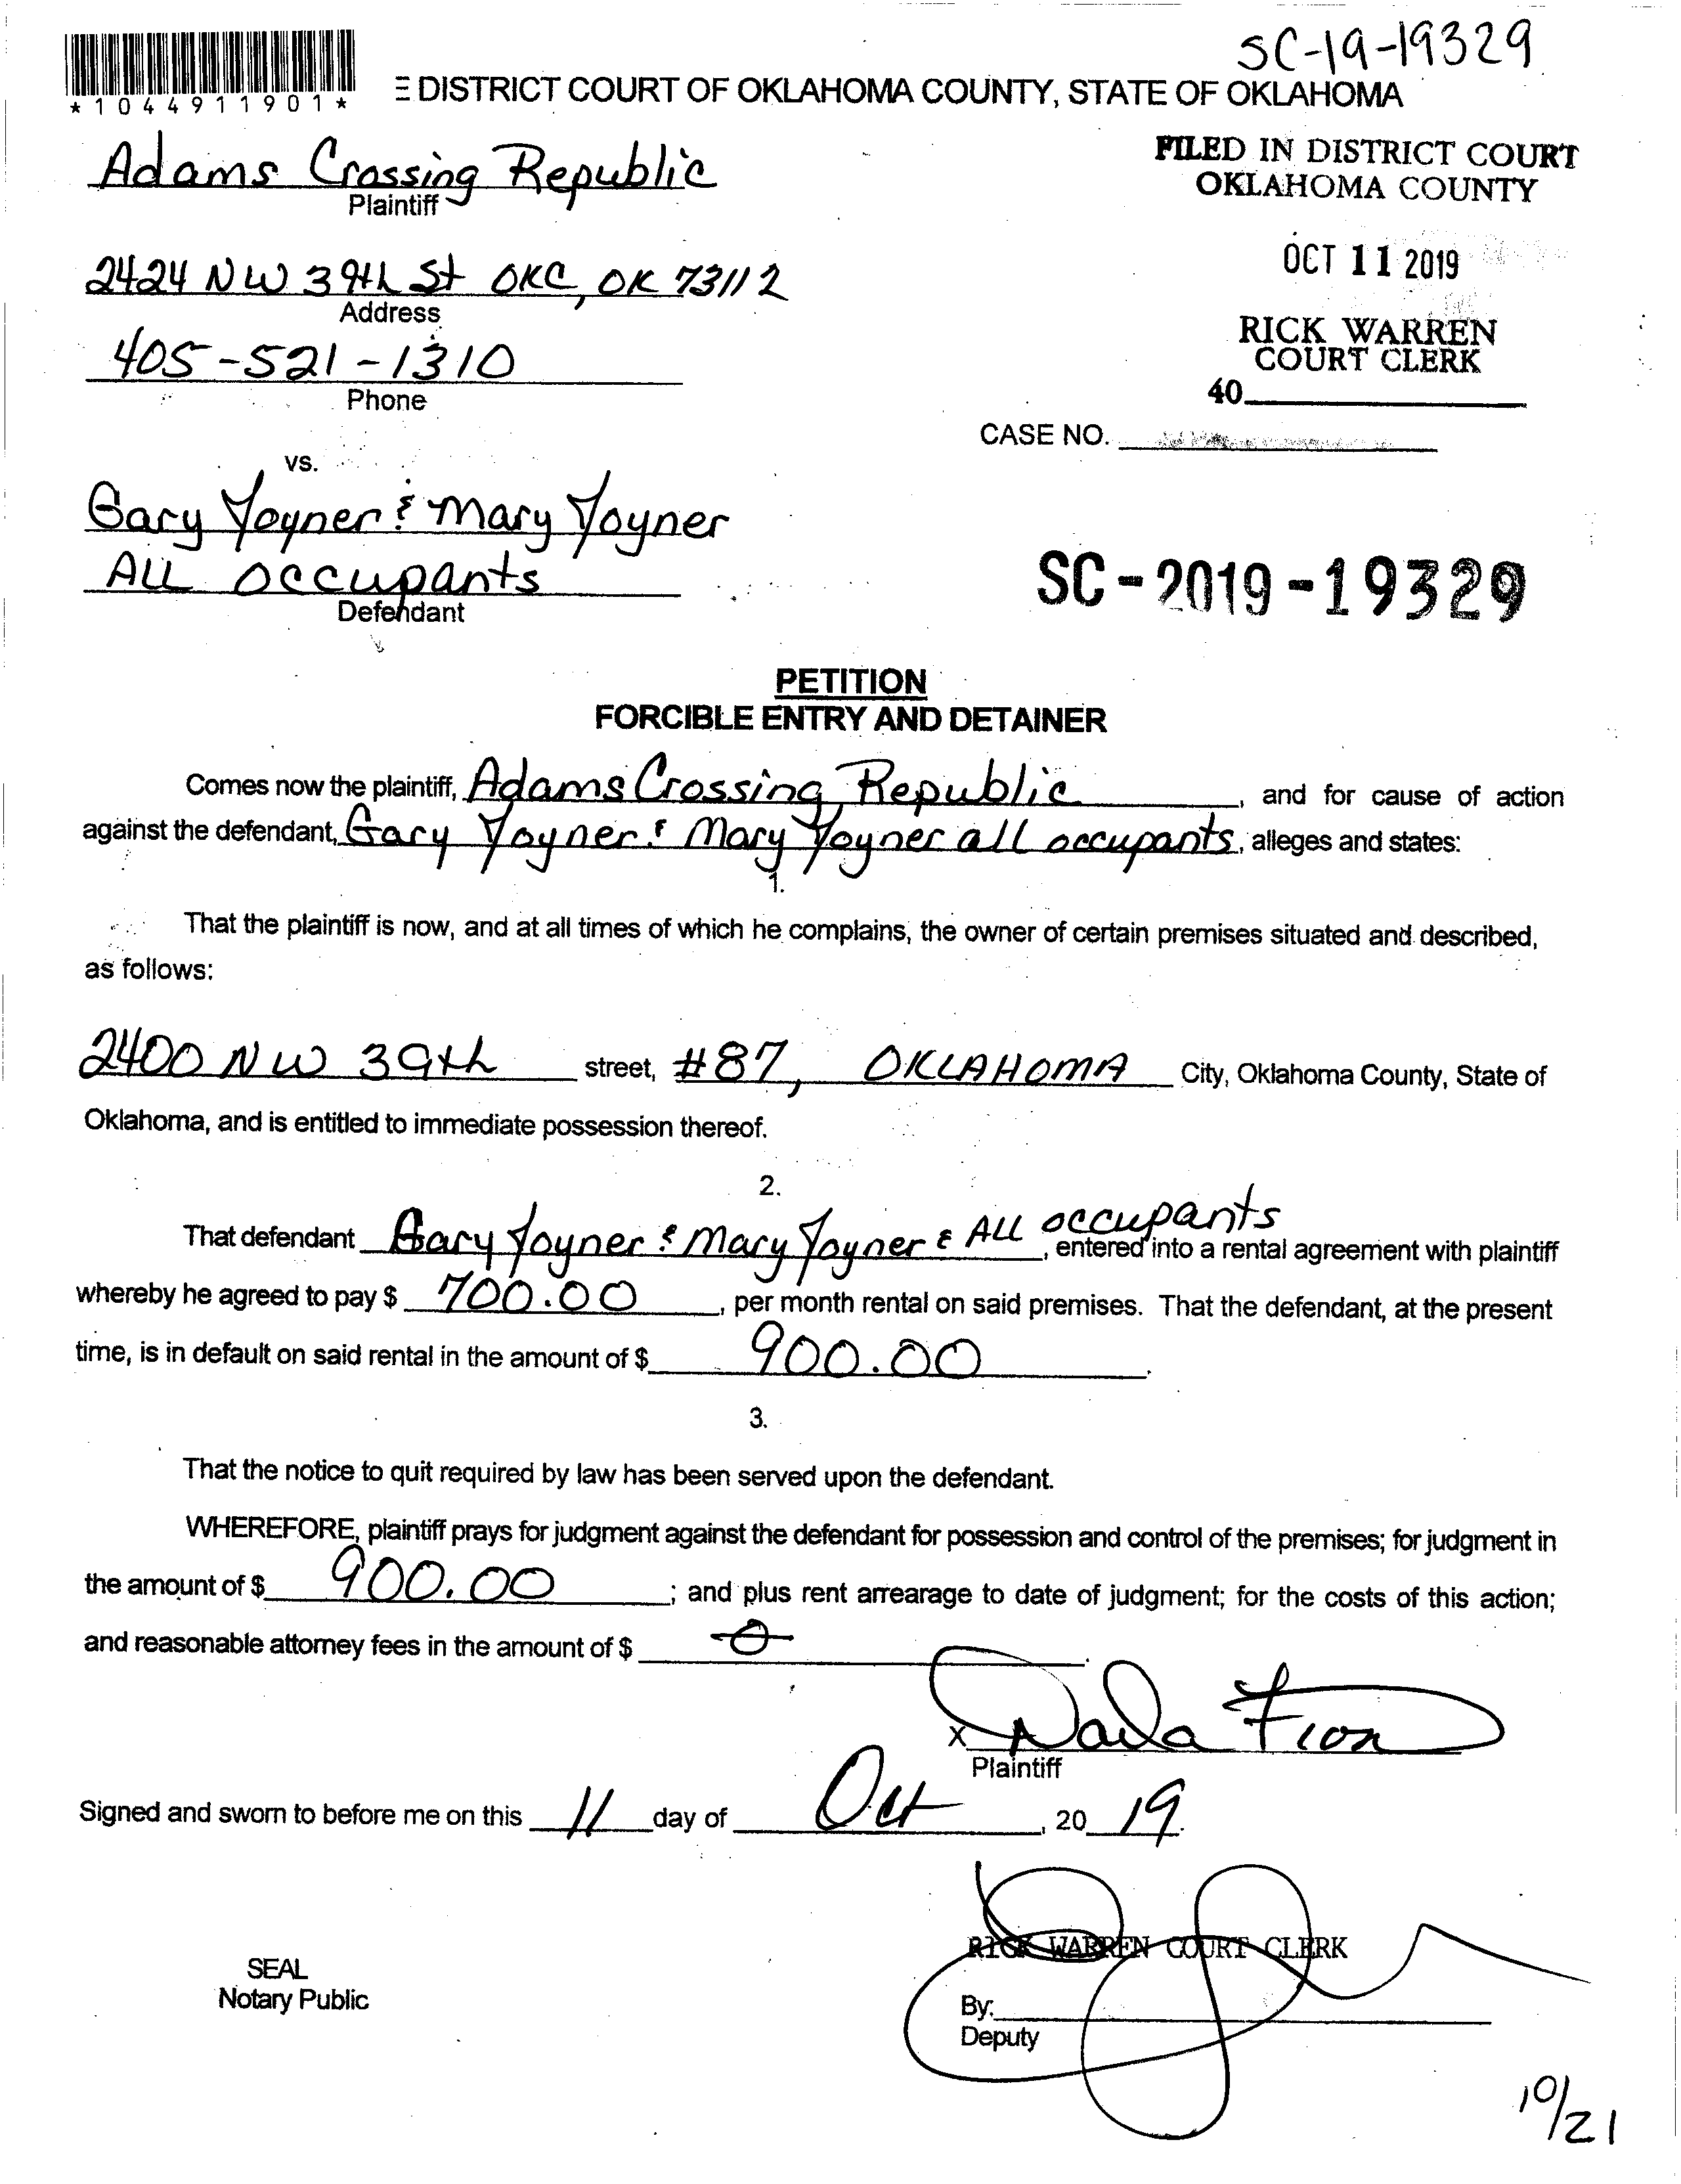 SC-19-19329
*1044911901*
E DISTRICT COURT OF OKLAHOMA COUNTY, STATE OF OKLAHOMA
Adams Crossing Republic
Plaintiff
FILED IN DISTRICT COURT
OKLAHOMA COUNTY
2424 NW 39th St OKC, OK 73112
Address
OCT 11 2019
405-521-1310
Phone
RICK WARREN
COURT CLERK
40
CASE NO.
vs.
Gary Joyner & Mary Joyner
ALL occupants
Defendant
SC-2019-19329
PETITION
FORCIBLE ENTRY AND DETAINER
Comes now the plaintiff, Adams Crossing Republic, and for cause of action
against the defendant, Gary Joyner & Mary Joyner all occupants, alleges and states:
1.
That the plaintiff is now, and at all times of which he complains, the owner of certain premises situated and described,
as follows:
2400 NW 39th street, #87, OKLAHOMA City, Oklahoma County, State of
Oklahoma, and is entitled to immediate possession thereof.
2.
That defendant Gary Joyner & Mary Joyner & ALL occupants, entered into a rental agreement with plaintiff
whereby he agreed to pay $ 700.00, per month rental on said premises. That the defendant, at the present
time, is in default on said rental in the amount of $ 900.00.
3.
That the notice to quit required by law has been served upon the defendant.
WHEREFORE, plaintiff prays for judgment against the defendant for possession and control of the premises; for judgment in
the amount of $ 900.00; and plus rent arrearage to date of judgment; for the costs of this action;
and reasonable attorney fees in the amount of $ 0.
X
Plaintiff
Signed and sworn to before me on this 11 day of Oct, 20 19.
RICK WARREN COURT CLERK
SEAL
Notary Public
By:
Deputy
10/21